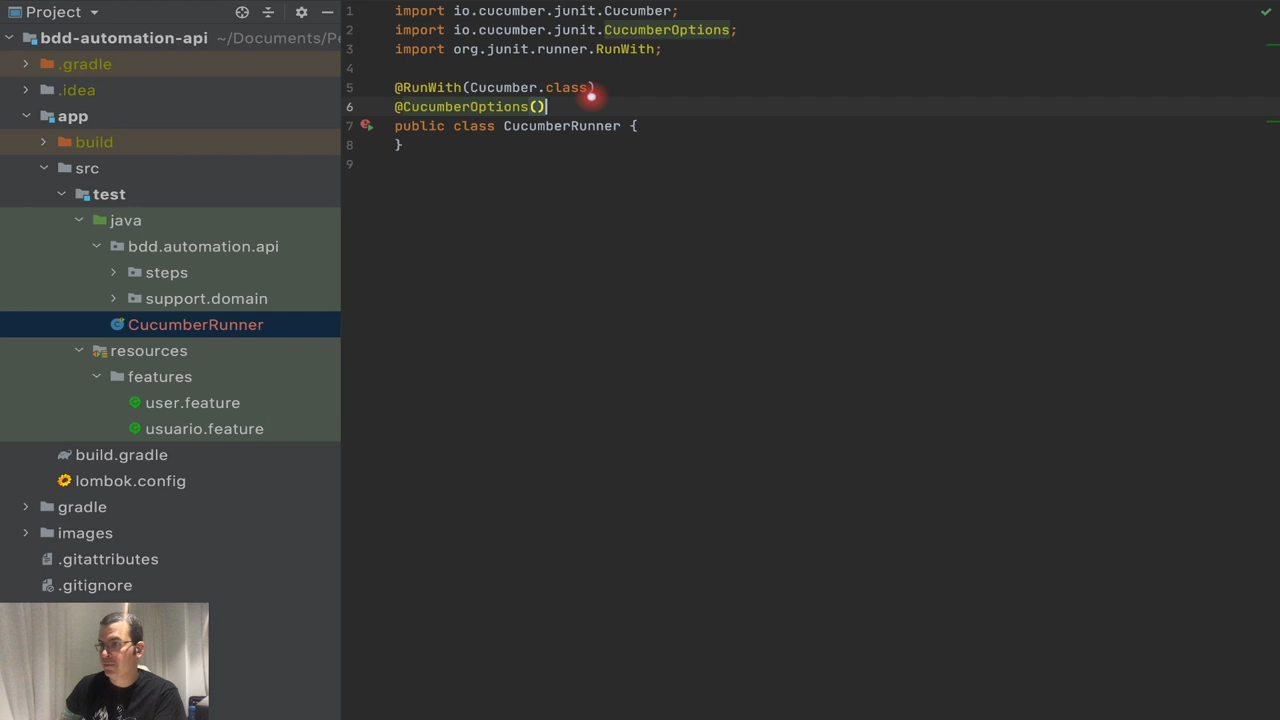 Project
bdd-automation-api ~/Documents/Pe
.gradle
.idea
app
build
src
test
java
bdd.automation.api
steps
support.domain
CucumberRunner
resources
features
user.feature
usuario.feature
build.gradle
lombok.config
gradle
images
.gitattributes
.gitignore
1 import io.cucumber.junit.Cucumber;
2 import io.cucumber.junit.CucumberOptions;
3 import org.junit.runner.RunWith;
4
5 @RunWith(Cucumber.class)
6 @CucumberOptions()
7 public class CucumberRunner {
8 }
9